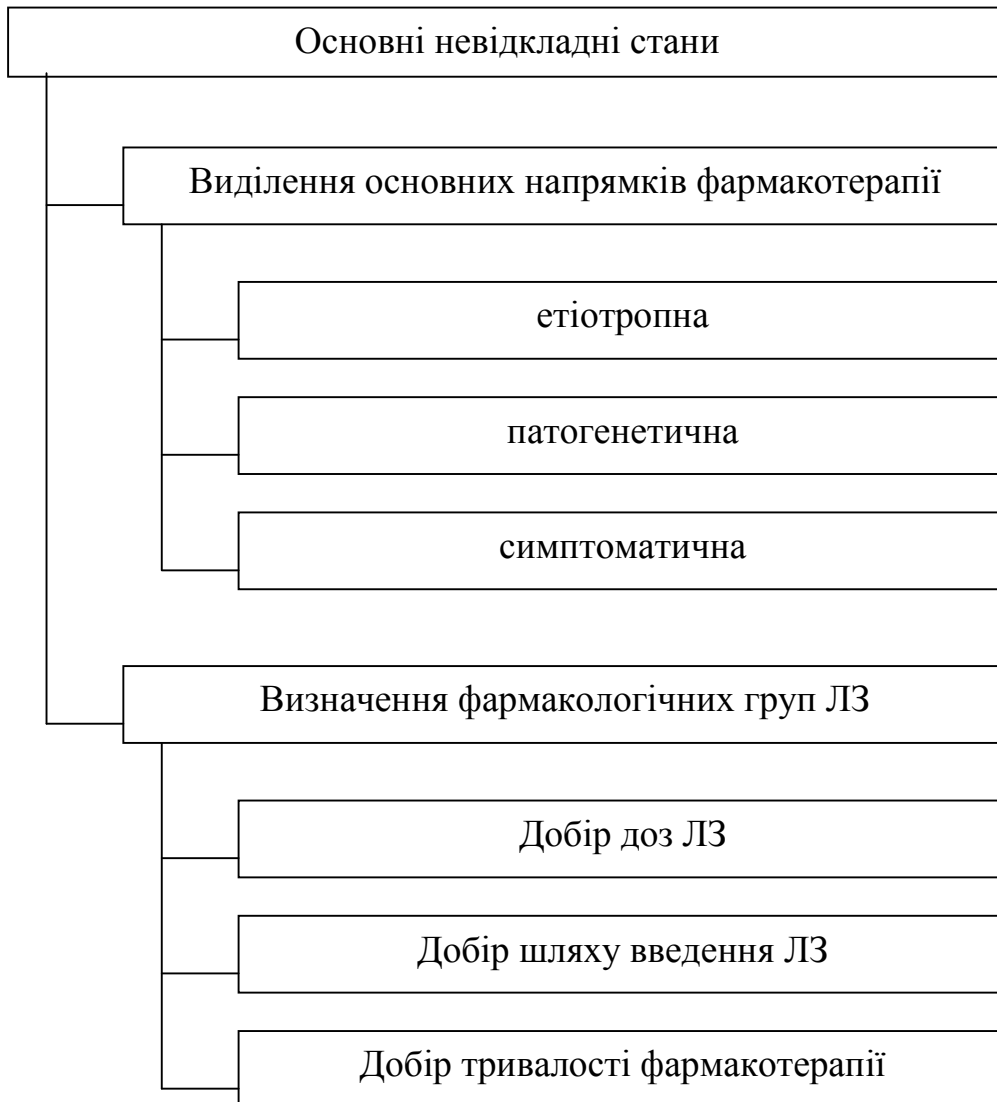 Основні невідкладні стани
Виділення основних напрямків фармакотерапії
етіотропна
патогенетична
симптоматична
Визначення фармакологічних груп ЛЗ
Добір доз ЛЗ
Добір шляху введення ЛЗ
Добір тривалості фармакотерапії